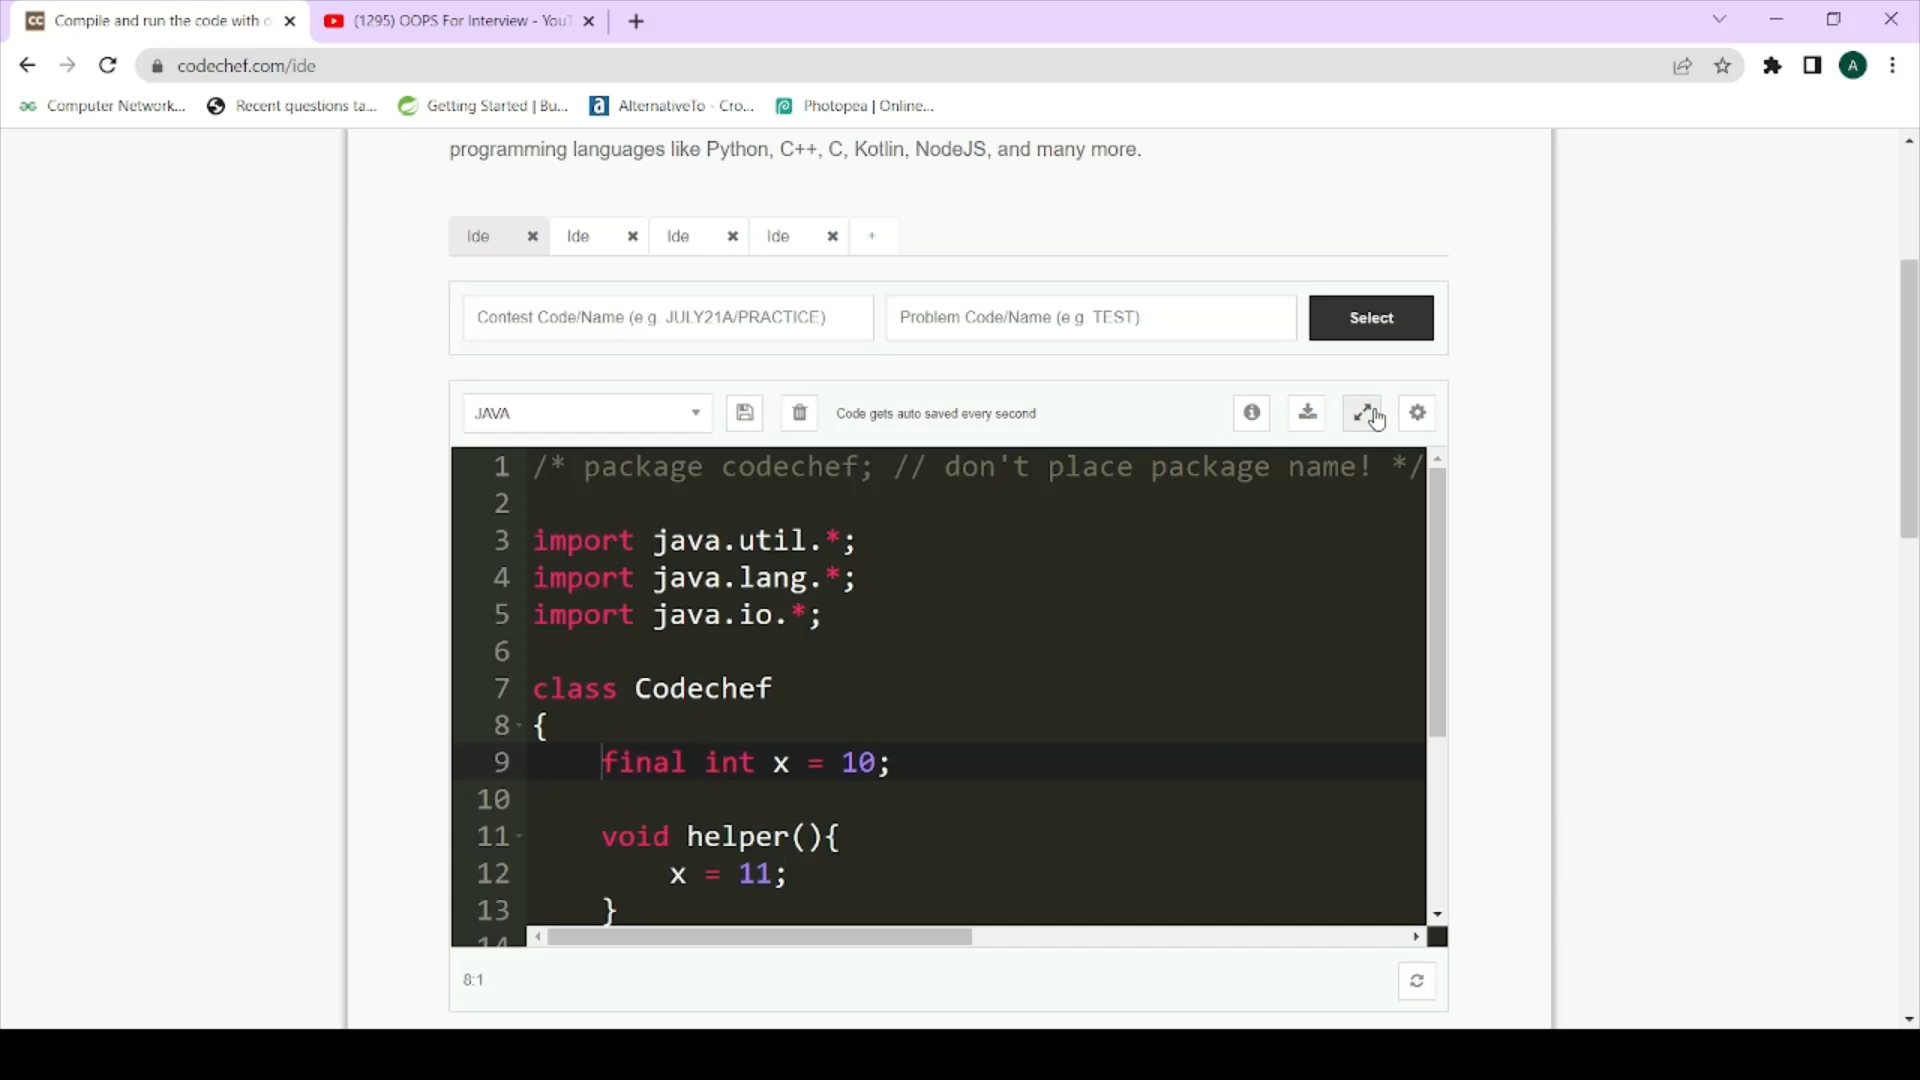 CC Compile and run the code with o
(1295) OOPS For Interview - YouT
codechef.com/ide
A
Computer Network...
Recent questions ta...
Getting Started | Bu...
a AlternativeTo - Cro...
Photopea | Online...
programming languages like Python, C++, C, Kotlin, NodeJS, and many more.
Ide Ide Ide Ide +
Contest Code/Name (e g. JULY21A/PRACTICE)
Problem Code/Name (e g. TEST)
Select
JAVA
Code gets auto saved every second
1 /* package codechef; // don't place package name! */
2
3 import java.util.*;
4 import java.lang.*;
5 import java.io.*;
6
7 class Codechef
8 {
9 final int x = 10;
10
11 void helper(){
12 x = 11;
13 }
14
8:1